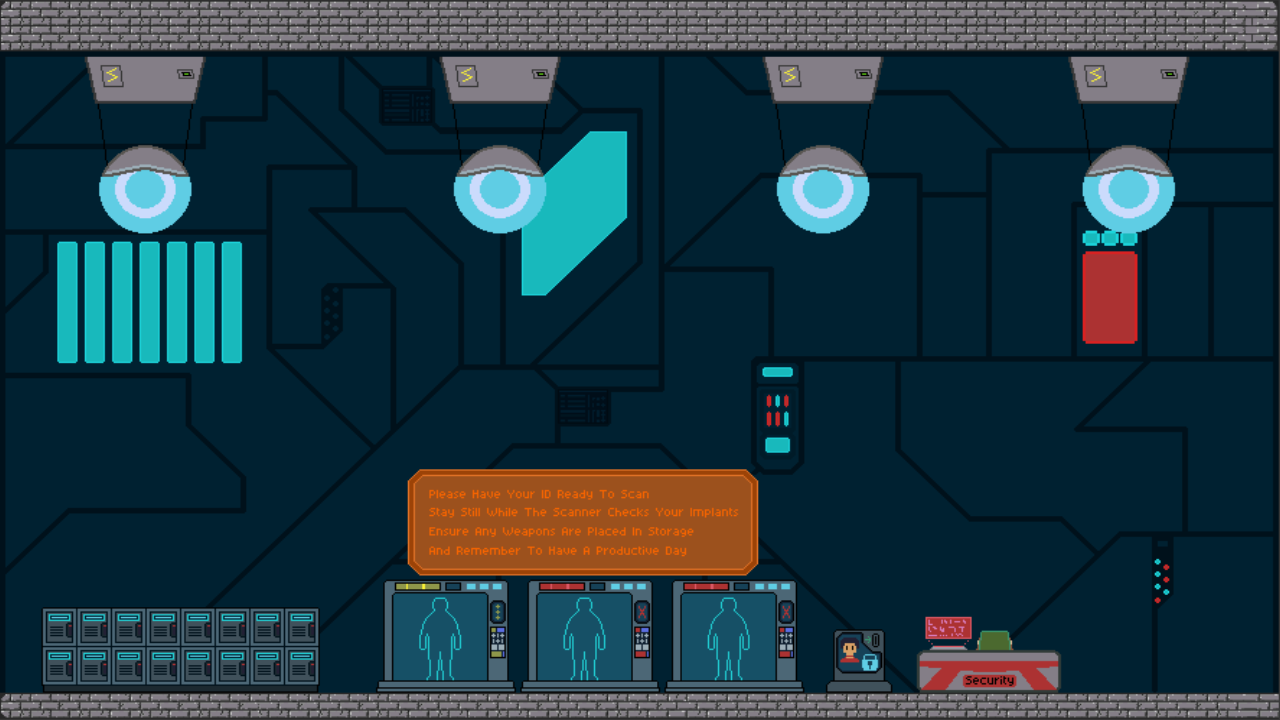 Please Have Your ID Ready To Scan
Stay Still While The Scanner Checks Your Implants
Ensure Any Weapons Are Placed In Storage
And Remember To Have A Productive Day
Security